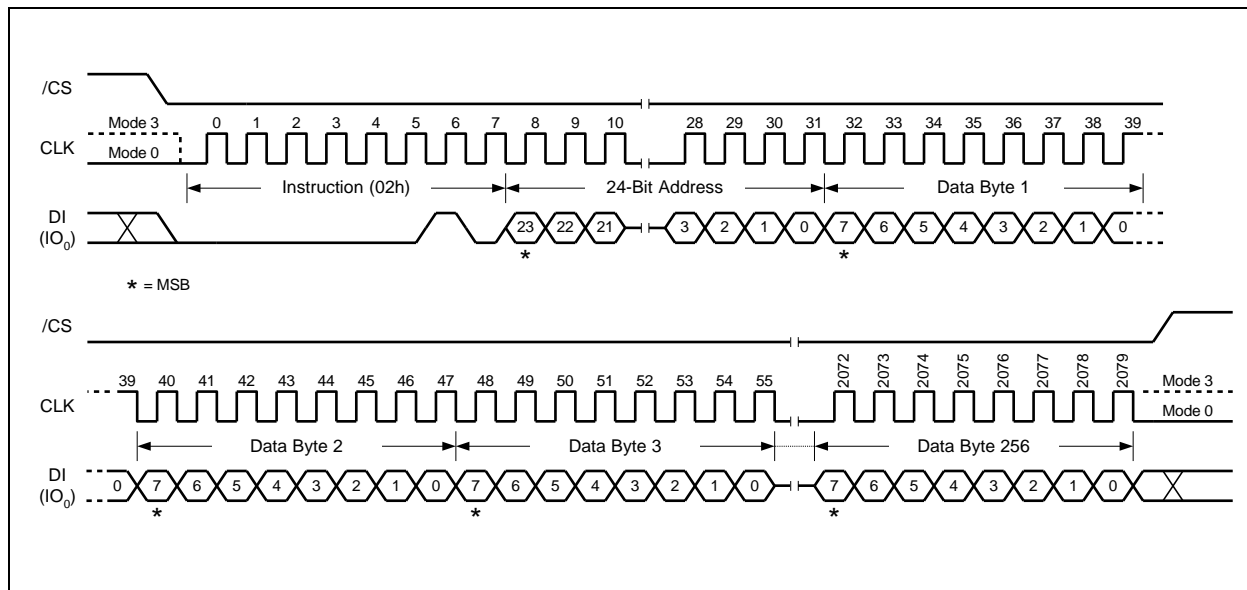 /CS
Mode 3
0 1 2 3 4 5 6 7 8 9 10 28 29 30 31 32 33 34 35 36 37 38 39
CLK
Mode 0
Instruction (02h) 24-Bit Address Data Byte 1
DI
(IO0)
23 22 21 3 2 1 0 7 6 5 4 3 2 1 0
* *
* = MSB
/CS
39 40 41 42 43 44 45 46 47 48 49 50 51 52 53 54 55 2072 2073 2074 2075 2076 2077 2078 2079
Mode 3
CLK
Mode 0
Data Byte 2 Data Byte 3 Data Byte 256
DI
(IO0)
0 7 6 5 4 3 2 1 0 7 6 5 4 3 2 1 0 7 6 5 4 3 2 1 0
* * *